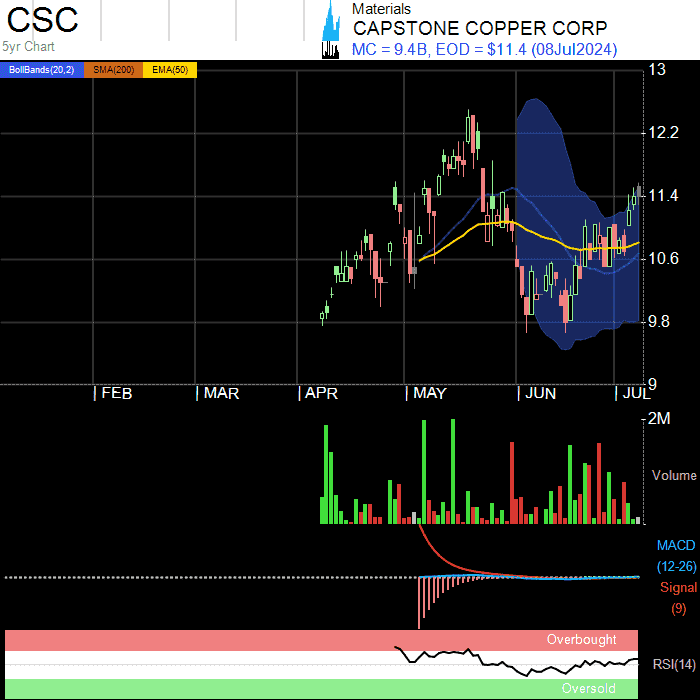 CSC
5yr Chart
Materials
CAPSTONE COPPER CORP
MC = 9.4B, EOD = $11.4 (08Jul2024)
BollBands(20,2) SMA(200) EMA(50)
13
12.2
11.4
10.6
9.8
9
FEB MAR APR MAY JUN JUL
2M
Volume
MACD
(12-26)
Signal
(9)
Overbought
RSI(14)
Oversold